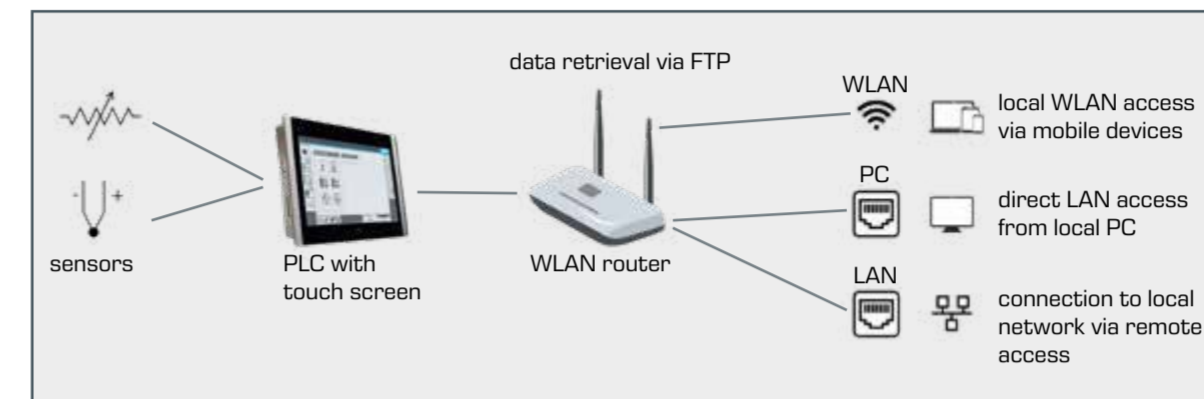 data retrieval via FTP
WLAN
local WLAN access
via mobile devices
- +
PC
direct LAN access
from local PC
sensors
PLC with
touch screen
WLAN router
LAN
connection to local
network via remote
access